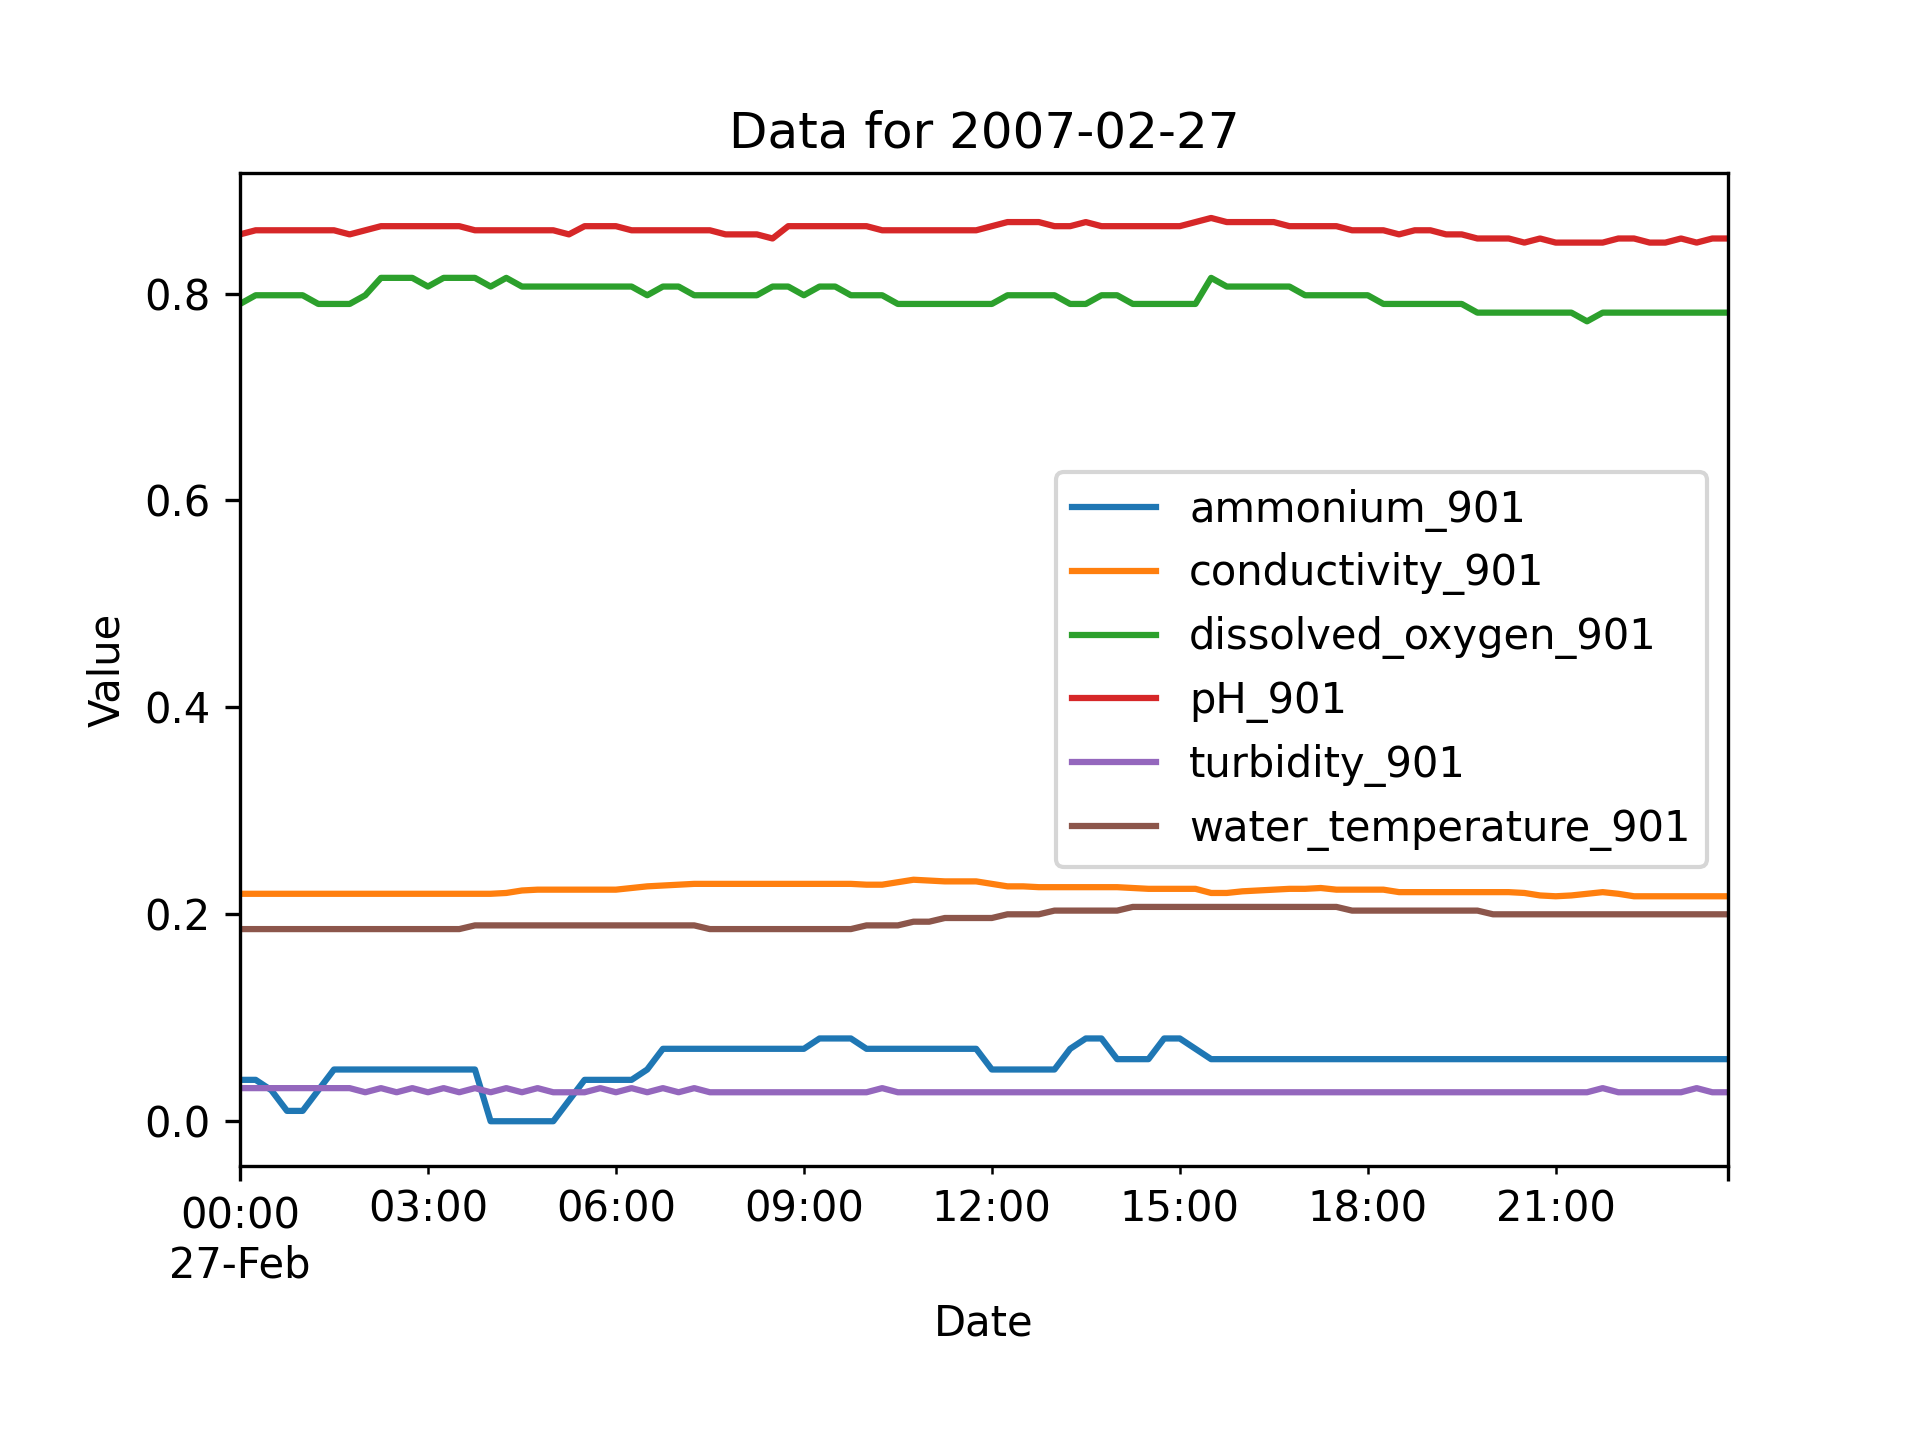 Data for 2007-02-27
Value
0.8
0.6
0.4
0.2
0.0
ammonium_901
conductivity_901
dissolved_oxygen_901
pH_901
turbidity_901
water_temperature_901
00:00 03:00 06:00 09:00 12:00 15:00 18:00 21:00
27-Feb
Date